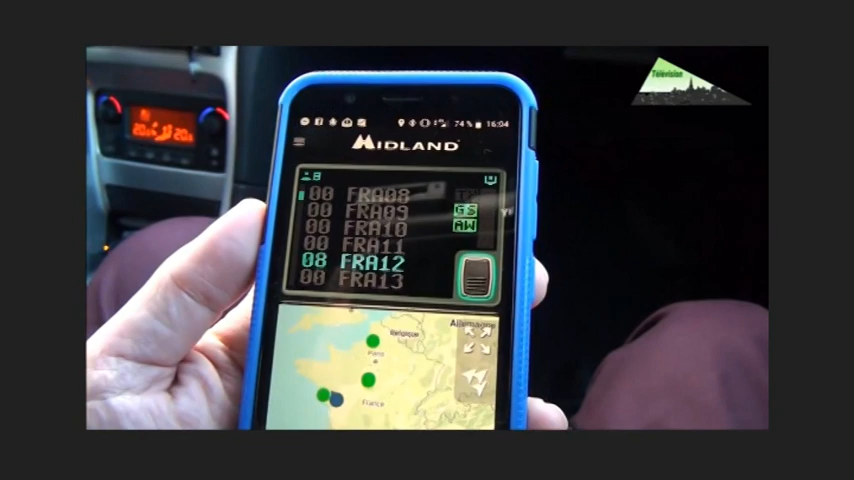 Télévision
74 % 16:04
MIDLAND
8
00 FRA08
00 FRA09
GS
00 FRA10
AW
00 FRA11
08 FRA12
00 FRA13
Allemagne
Paris
France